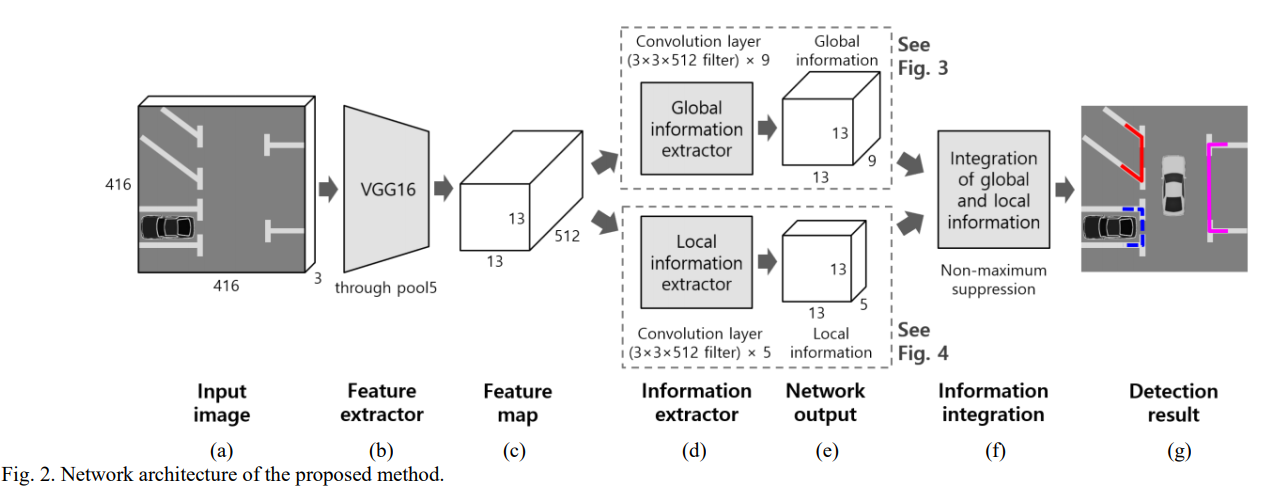 Convolution layer
(3×3×512 filter) × 9
Global
information
See
Fig. 3
Global
information
extractor
13
13
9
416
416
3
VGG16
through pool5
13
13
512
Integration
of global
and local
information
Non-maximum
suppression
Local
information
extractor
13
13
5
Convolution layer
(3×3×512 filter) × 5
Local
information
See
Fig. 4
Input
image
Feature
extractor
Feature
map
Information
extractor
Network
output
Information
integration
Detection
result
(a)
(b)
(c)
(d)
(e)
(f)
(g)
Fig. 2. Network architecture of the proposed method.